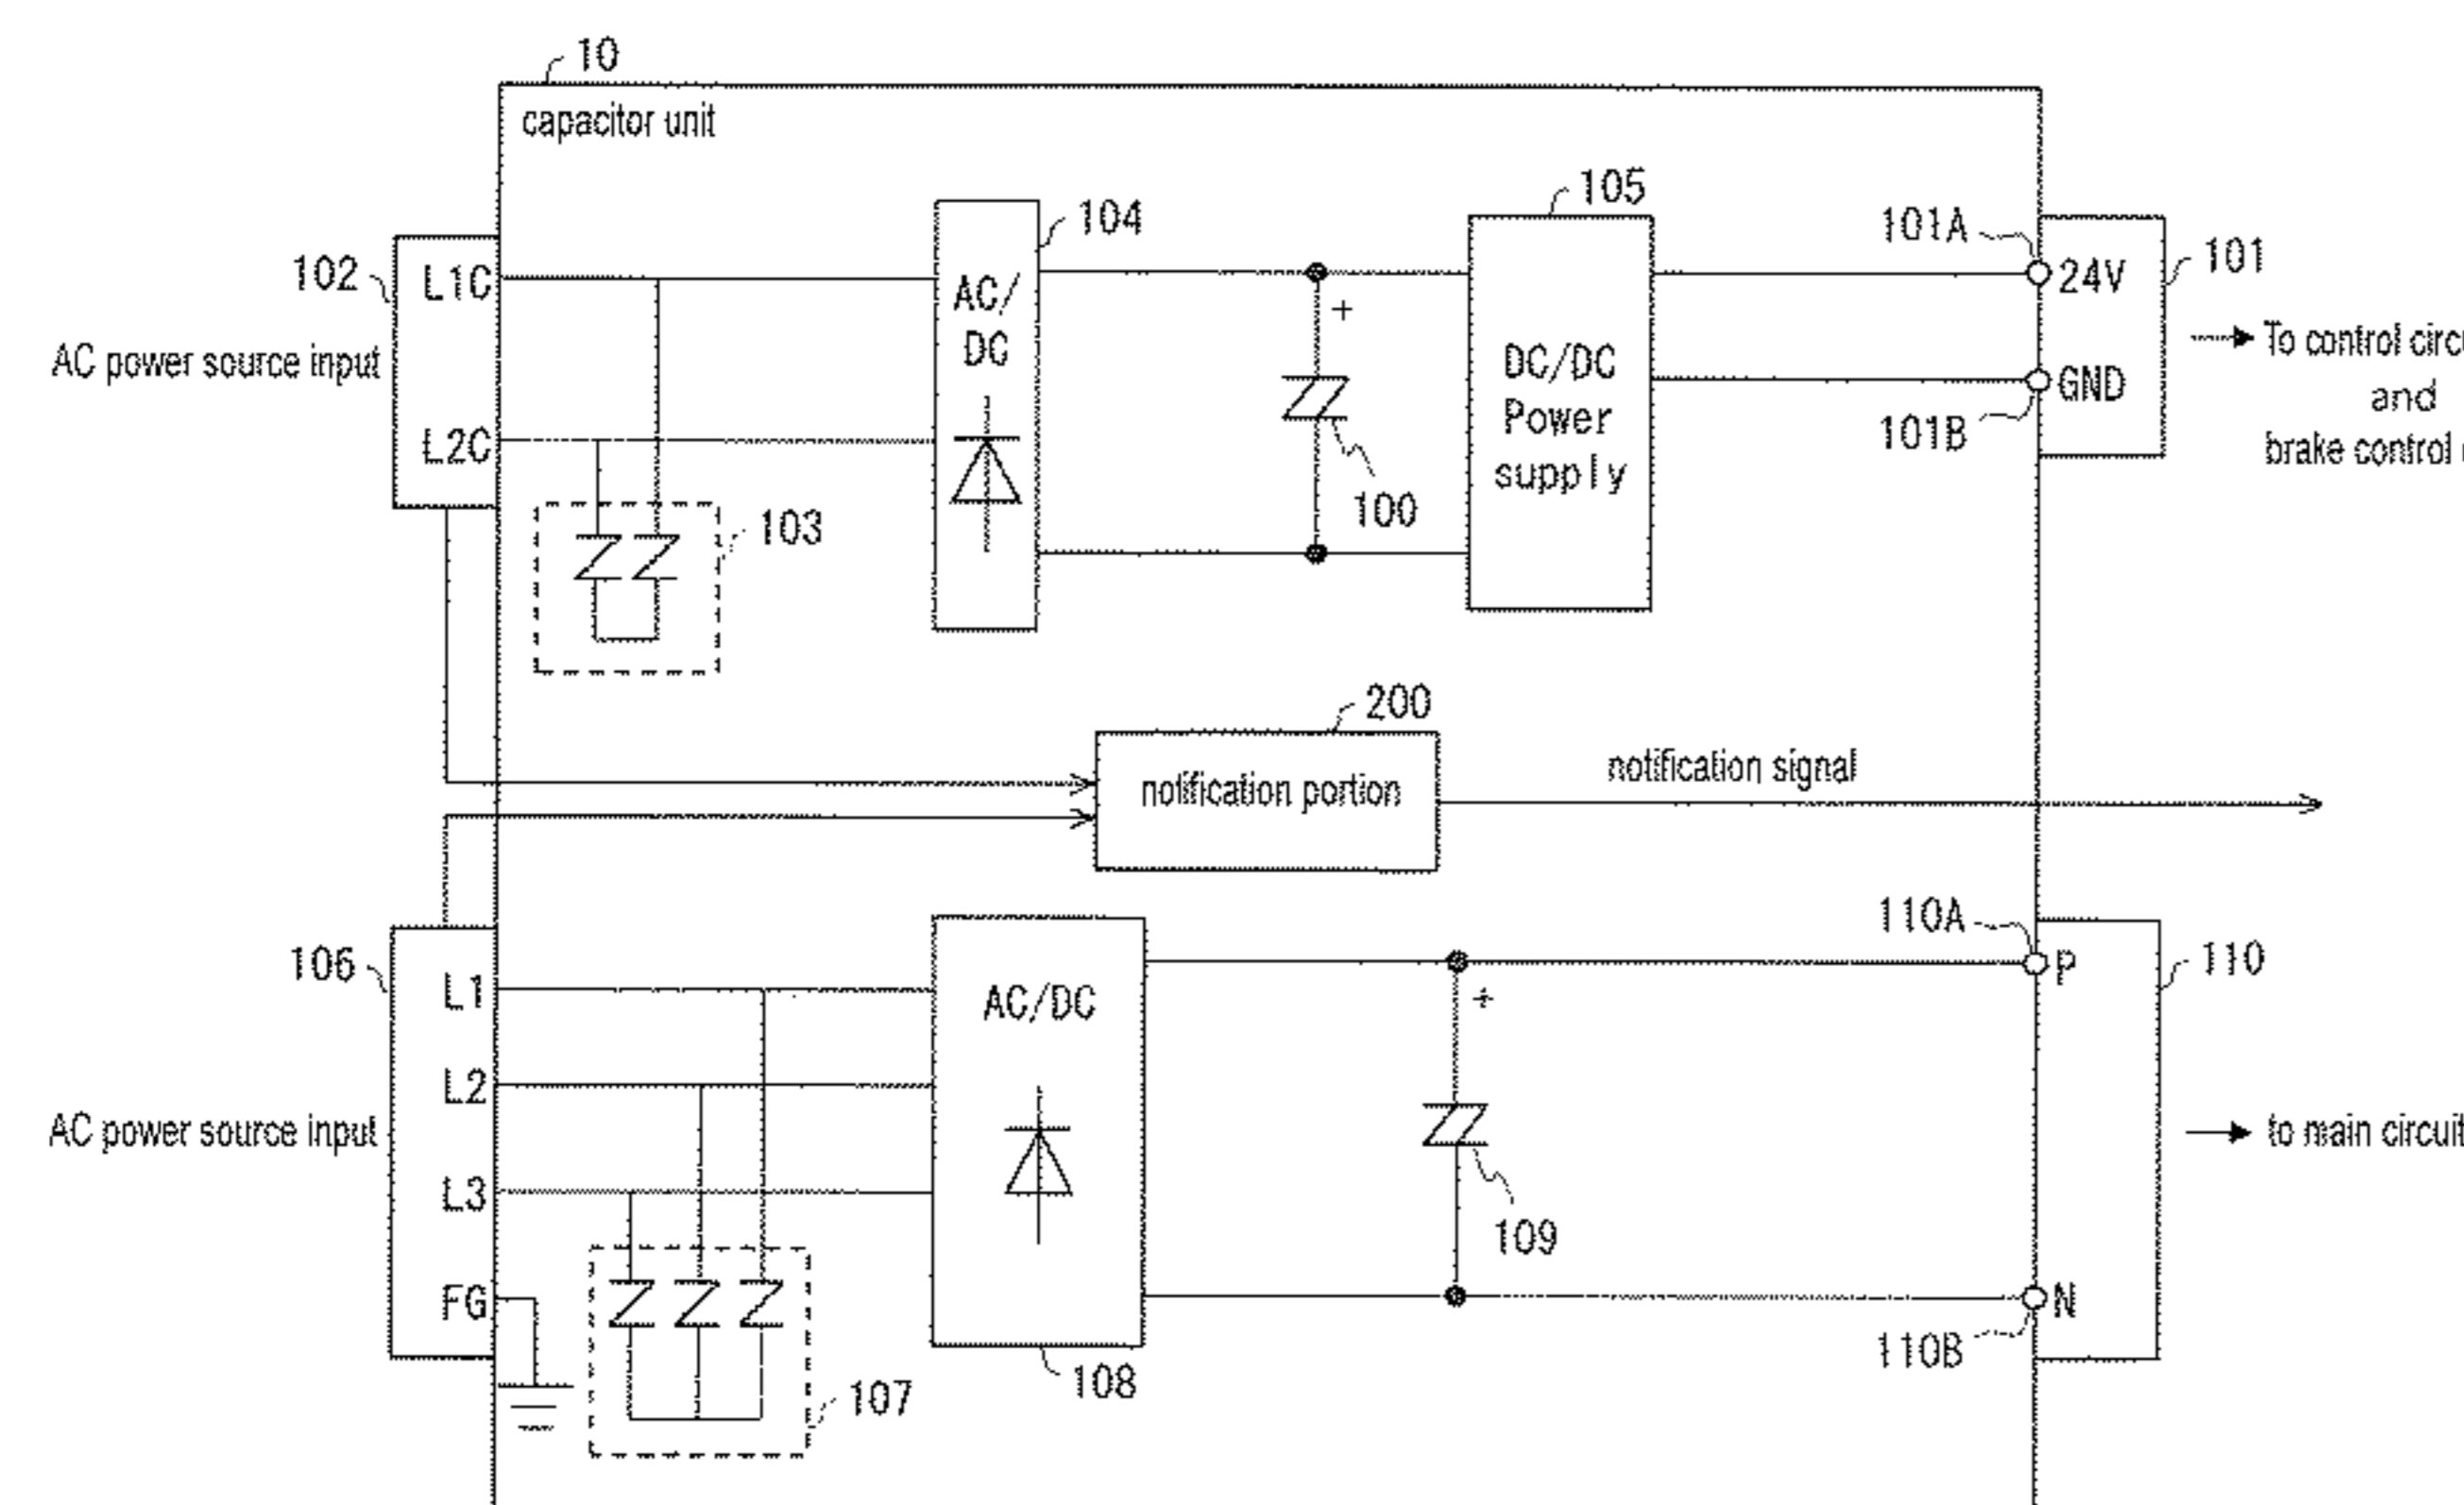 10
capacitor unit
105
104
101A
102
L1C
AC/
DC
+
24V
101
AC power source input
DC/DC
Power
supply
To control
GND
and
L2C
101B
brake control
100
103
200
notification portion
notification signal
110A
106
L1
AC/DC
+
P
110
L2
AC power source input
to main circuit
L3
109
FG
N
110B
108
107